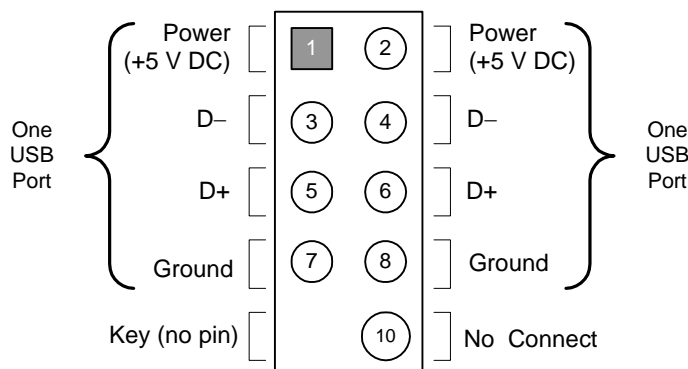 Power
(+5 V DC)
1
2
Power
(+5 V DC)
D−
3
4
D−
One
USB
Port
One
USB
Port
D+
5
6
D+
Ground
7
8
Ground
Key (no pin)
10
No Connect